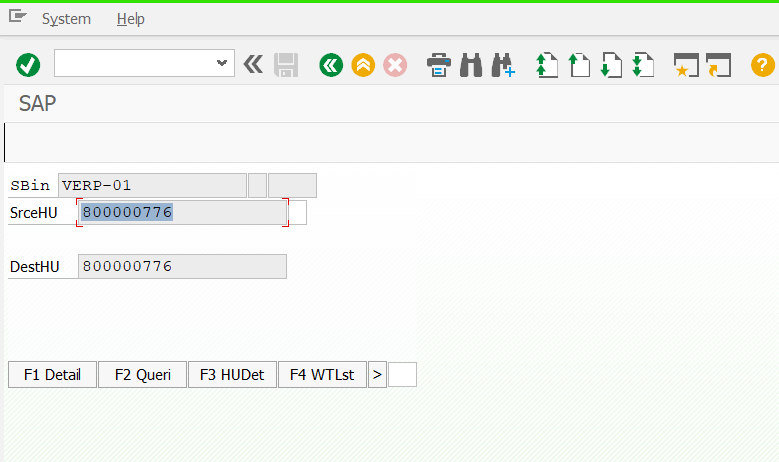 System Help
SAP
SBin VERP-01
SrceHU 800000776
DestHU 800000776
F1 Detail F2 Queri F3 HUDet F4 WTLst >